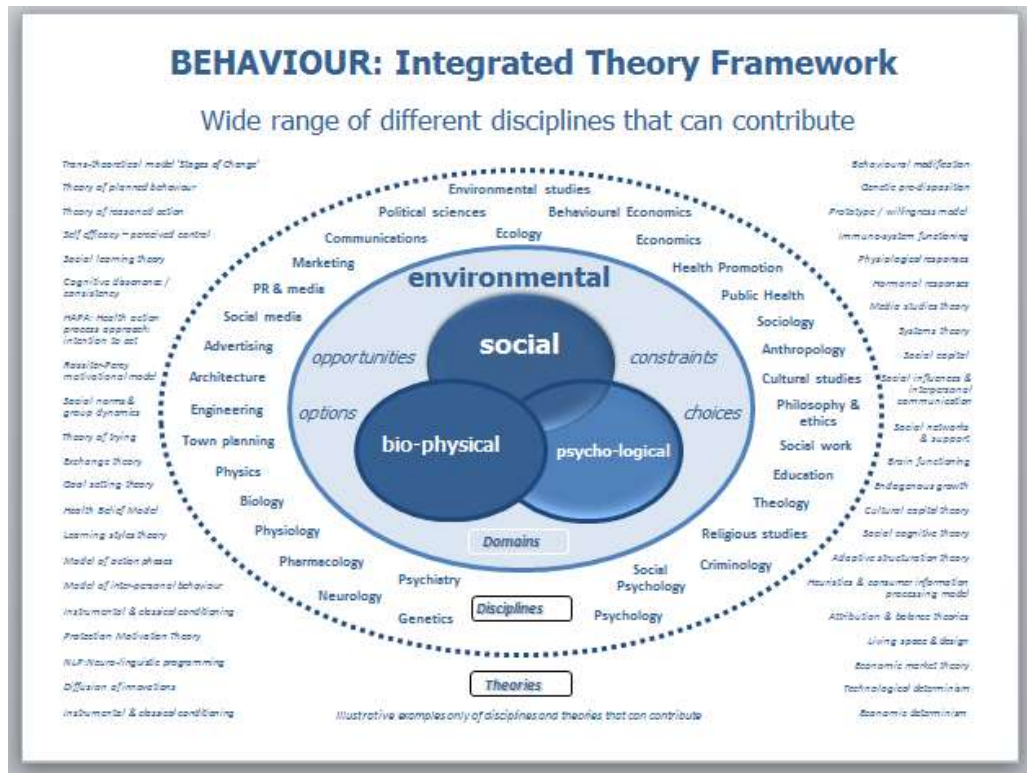 BEHAVIOUR: Integrated Theory Framework
Wide range of different disciplines that can contribute
Trans-theoretical model 'Stages of Change'
Theory of planned behaviour
Theory of reasoned action
Self efficacy – perceived control
Social learning theory
Cognitive dissonance /
consistency
HAPA: Health action
process approach:
intention to act
Rossiter-Percy
motivational model
Social norms &
group dynamics
Theory of trying
Exchange theory
Goal setting theory
Health Belief Model
Learning styles theory
Model of action phases
Model of inter-personal behaviour
Instrumental & classical conditioning
Protection Motivation Theory
NLP:Neuro-linguistic programming
Diffusion of innovations
Instrumental & classical conditioning
Environmental studies
Political sciences
Behavioural Economics
Communications
Ecology
Economics
Marketing
Health Promotion
PR & media
Public Health
Social media
Sociology
Advertising
Anthropology
Architecture
Cultural studies
Engineering
Philosophy &
ethics
Town planning
Social work
Physics
Education
Biology
Theology
Physiology
Religious studies
Pharmacology
Criminology
Neurology
Psychiatry
Social
Psychology
Genetics
Psychology
environmental
social
opportunities
constraints
options
choices
bio-physical
psycho-logical
Domains
Disciplines
Theories
Illustrative examples only of disciplines and theories that can contribute
Behavioural modification
Genetic pre-disposition
Prototype / willingness model
Immuno-system functioning
Physiological responses
Hormonal responses
Media studies theory
Systems theory
Social capital
Social influences &
interpersonal
communication
Social networks
& support
Brain functioning
Endogenous growth
Cultural capital theory
Social cognitive theory
Adaptive structuration theory
Heuristics & consumer information
processing model
Attribution & balance theories
Living space & design
Economic market theory
Technological determinism
Economic determinism